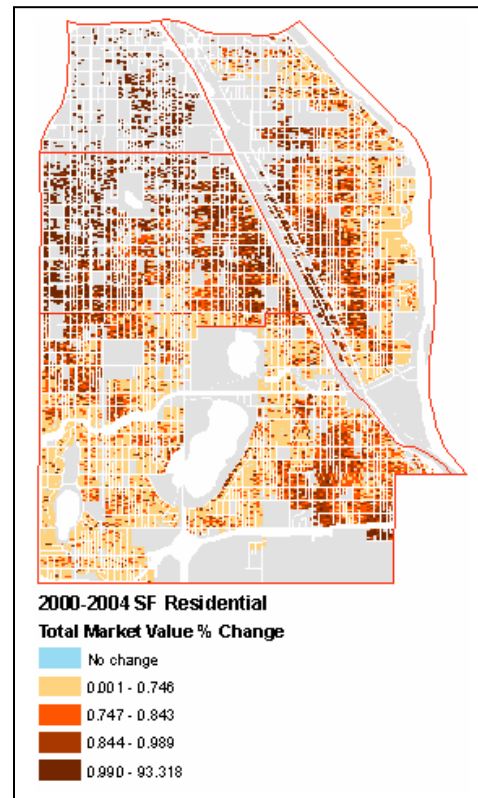 2000-2004 SF Residential
Total Market Value % Change
No change
0.001 - 0.746
0.747 - 0.843
0.844 - 0.989
0.990 - 93.318